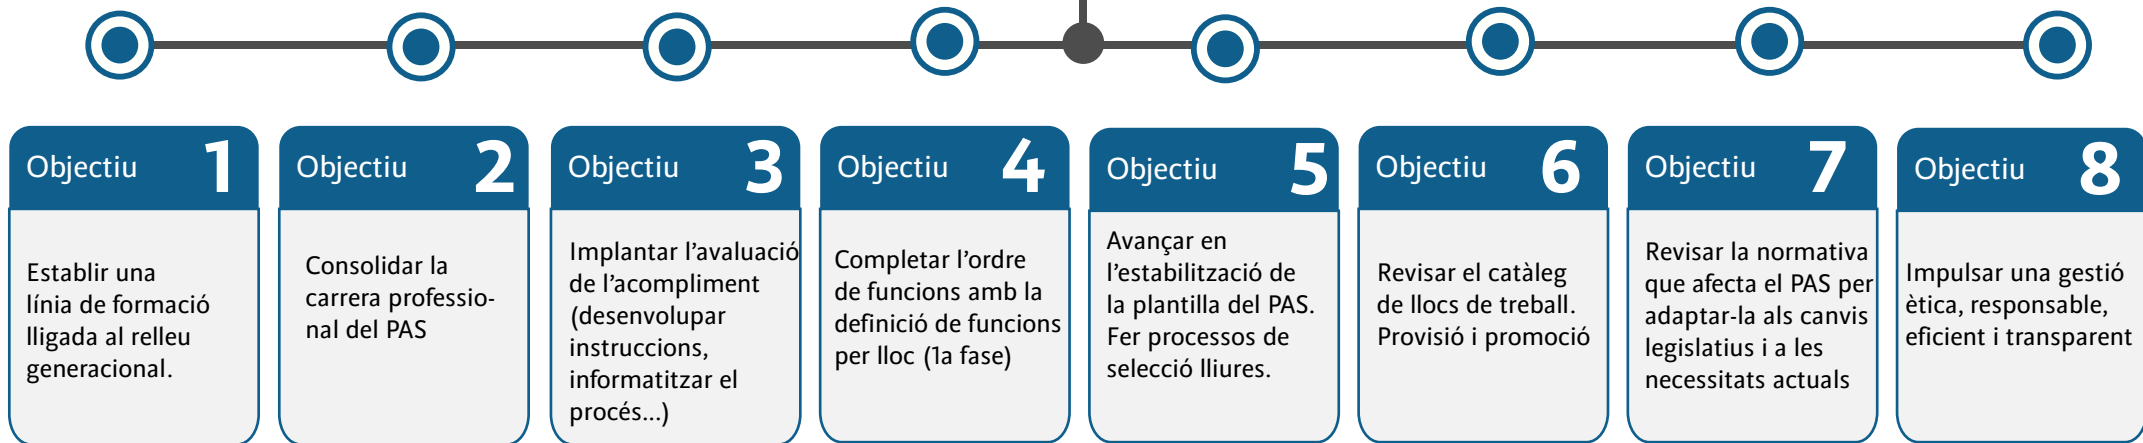 Objectiu 1
Establir una
línia de formació
lligada al relleu
generacional.
Objectiu 2
Consolidar la
carrera professio-
nal del PAS
Objectiu 3
Implantar l’avaluació
de l’acompliment
(desenvolupar
instruccions,
informatitzar el
procés...)
Objectiu 4
Completar l’ordre
de funcions amb la
definició de funcions
per lloc (1a fase)
Objectiu 5
Avançar en
l’estabilització de
la plantilla del PAS.
Fer processos de
selecció lliures.
Objectiu 6
Revisar el catàleg
de llocs de treball.
Provisió i promoció
Objectiu 7
Revisar la normativa
que afecta el PAS per
adaptar-la als canvis
legislatius i a les
necessitats actuals
Objectiu 8
Impulsar una gestió
ètica, responsable,
eficient i transparent